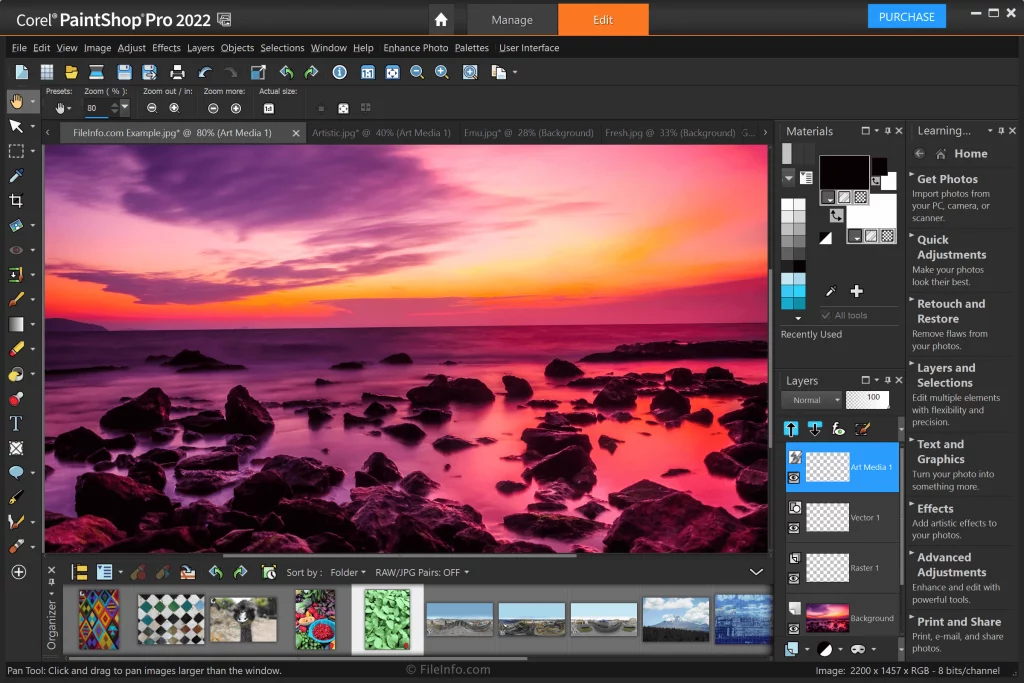 Corel® PaintShop® Pro 2022
Manage
Edit
PURCHASE
File Edit View Image Adjust Effects Layers Objects Selections Window Help Enhance Photo Palettes User Interface
Presets: Zoom ( % ): Zoom out / in: Zoom more: Actual size:
80
FileInfo.com Example.jpg* @ 80% (Art Media 1)
Artistic.jpg* @ 40% (Art Media 1)
Emu.jpg* @ 28% (Background)
Fresh.jpg @ 33% (Background)
Materials
All tools
Recently Used
Layers
Normal
100
Art Media 1
Vector 1
Raster 1
Background
Learning...
Home
Get Photos
Import photos from
your PC, camera, or
scanner.
Quick
Adjustments
Make your photos
look their best.
Retouch and
Restore
Remove flaws from
your photos.
Layers and
Selections
Edit multiple elements
with flexibility and
precision.
Text and
Graphics
Turn your photo into
something more.
Effects
Add artistic effects to
your photos.
Advanced
Adjustments
Enhance and edit with
powerful tools.
Print and Share
Print, e-mail, and share
photos.
Organizer
Sort by : Folder RAW/JPG Pairs: OFF
Pan Tool: Click and drag to pan images larger than the window.
© FileInfo.com
Image: 2200 x 1457 x RGB - 8 bits/channel